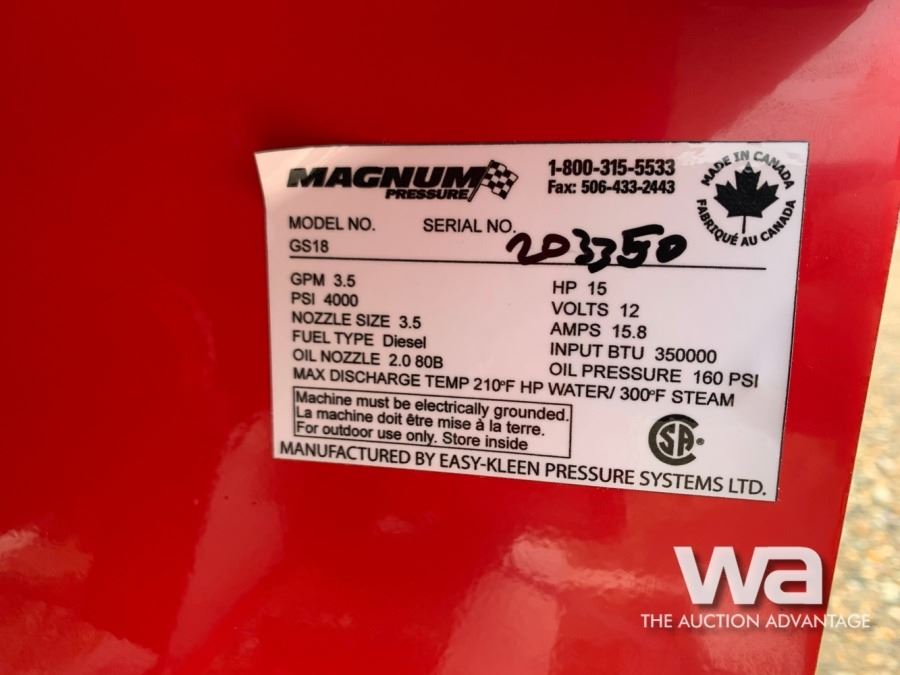 MAGNUM
PRESSURE
1-800-315-5533
Fax: 506-433-2443
MADE IN CANADA
FABRIQUÉ AU CANADA
MODEL NO. SERIAL NO.
GS18 203350
GPM 3.5
PSI 4000
NOZZLE SIZE 3.5
FUEL TYPE Diesel
OIL NOZZLE 2.0 80B
HP 15
VOLTS 12
AMPS 15.8
INPUT BTU 350000
OIL PRESSURE 160 PSI
MAX DISCHARGE TEMP 210°F HP WATER/ 300°F STEAM
Machine must be electrically grounded.
La machine doit être mise à la terre.
For outdoor use only. Store inside
CSA®
MANUFACTURED BY EASY-KLEEN PRESSURE SYSTEMS LTD.
wa
THE AUCTION ADVANTAGE